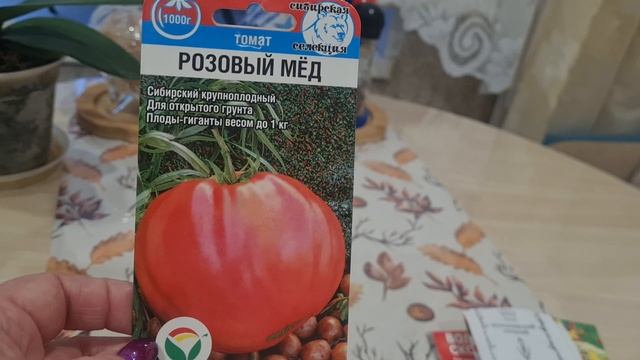 1000г
сибирская
селекция
томат
РОЗОВЫЙ МЁД
Сибирский крупноплодный
Для открытого грунта
Плоды-гиганты весом до 1 кг